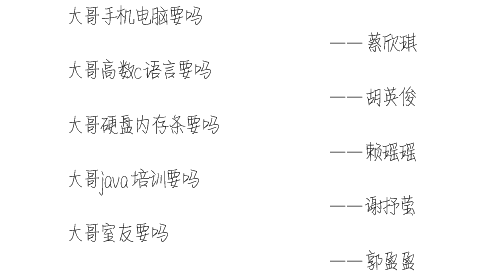 大哥手机电脑要吗
——蔡欣琪
大哥高数c语言要吗
——胡英俊
大哥硬盘内存条要吗
——赖瑶瑶
大哥java培训要吗
——谢抒萤
大哥室友要吗
——郭盈盈